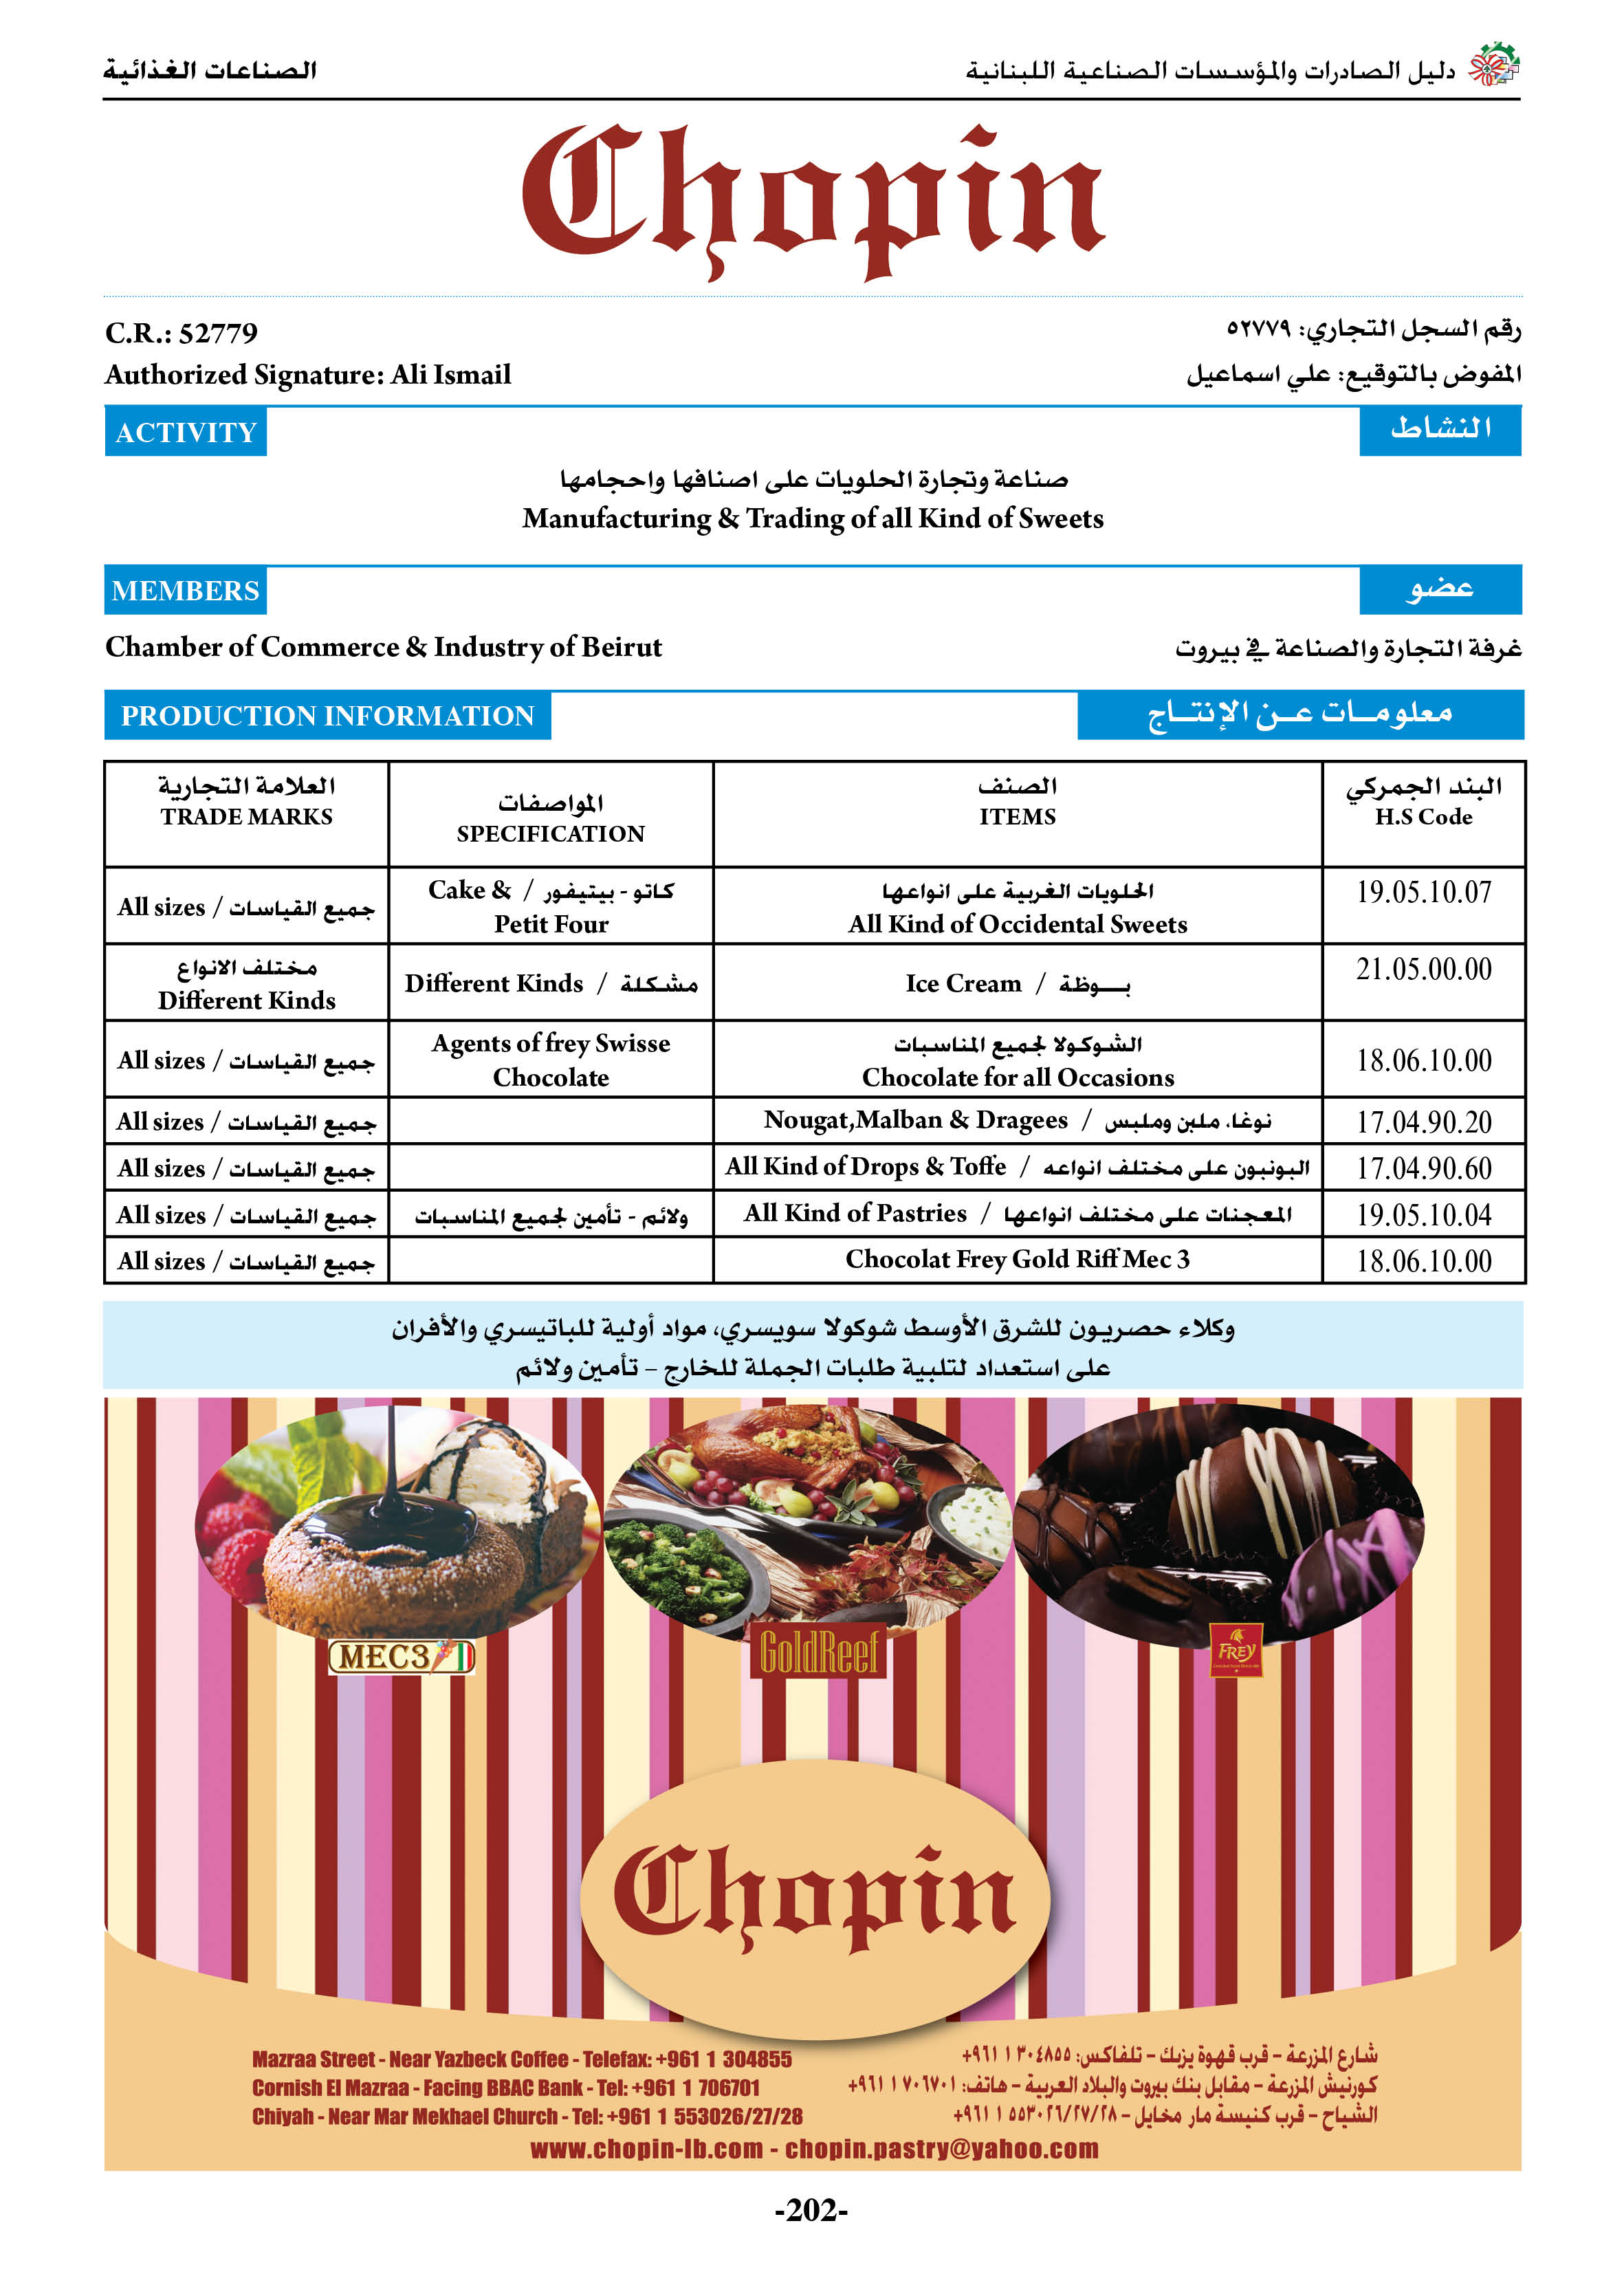 الصناعات الغذائية
دليل الصادرات والمؤسسات الصناعية اللبنانية
Chopin
C.R.: 52779
رقم السجل التجاري: ٥٢٧٧٩
Authorized Signature: Ali Ismail
المفوض بالتوقيع: علي اسماعيل
ACTIVITY
النشاط
صناعة وتجارة الحلويات على اصنافها واحجامها
Manufacturing & Trading of all Kind of Sweets
MEMBERS
عضو
Chamber of Commerce & Industry of Beirut
غرفة التجارة والصناعة في بيروت
PRODUCTION INFORMATION
معلومـات عـن الإنتـاج
العلامة التجارية
TRADE MARKS
المواصفات
SPECIFICATION
الصنف
ITEMS
البند الجمركي
H.S Code
All sizes / جميع القياسات
Cake & / كاتو - بيتيفور
Petit Four
الحلويات الغربية على انواعها
All Kind of Occidental Sweets
19.05.10.07
مختلف الانواع
Different Kinds
Different Kinds / مشكلة
Ice Cream / بـــوظة
21.05.00.00
All sizes / جميع القياسات
Agents of frey Swisse
Chocolate
الشوكولا لجميع المناسبات
Chocolate for all Occasions
18.06.10.00
All sizes / جميع القياسات
Nougat,Malban & Dragees / نوغا، ملبن وملبس
17.04.90.20
All sizes / جميع القياسات
All Kind of Drops & Toffe / البونبون على مختلف انواعه
17.04.90.60
All sizes / جميع القياسات
ولائم - تأمين لجميع المناسبات
All Kind of Pastries / المعجنات على مختلف انواعها
19.05.10.04
All sizes / جميع القياسات
Chocolat Frey Gold Riff Mec 3
18.06.10.00
وكلاء حصريون للشرق الأوسط شوكولا سويسري، مواد أولية للباتيسري والأفران
على استعداد لتلبية طلبات الجملة للخارج – تأمين ولائم
MEC3
GoldReef
FREY
Chopin
Mazraa Street - Near Yazbeck Coffee - Telefax: +961 1 304855
شارع المزرعة - قرب قهوة يزبك - تلفاكس: ٣٠٤٨٥٥ ١ ٩٦١+
Cornish El Mazraa - Facing BBAC Bank - Tel: +961 1 706701
كورنيش المزرعة - مقابل بنك بيروت والبلاد العربية - هاتف: ٧٠٦٧٠١ ١ ٩٦١+
Chiyah - Near Mar Mekhael Church - Tel: +961 1 553026/27/28
الشياح - قرب كنيسة مار مخايل - ٥٥٣٠٢٦/٢٧/٢٨ ١ ٩٦١+
www.chopin-lb.com - chopin.pastry@yahoo.com
-202-